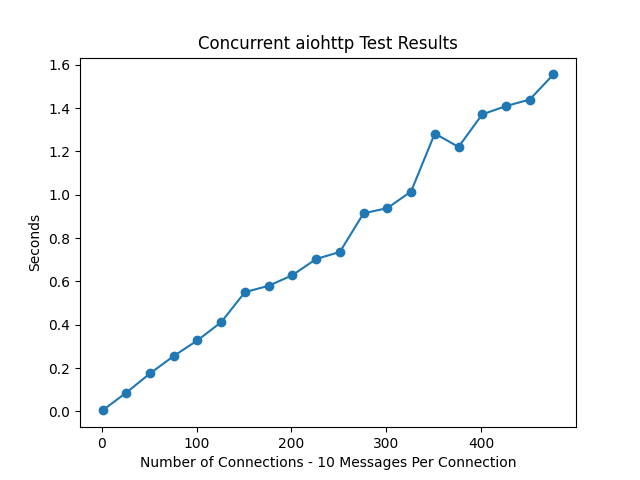 Concurrent aiohttp Test Results
1.6
1.4
1.2
1.0
0.8
0.6
0.4
0.2
0.0
Seconds
0 100 200 300 400
Number of Connections - 10 Messages Per Connection